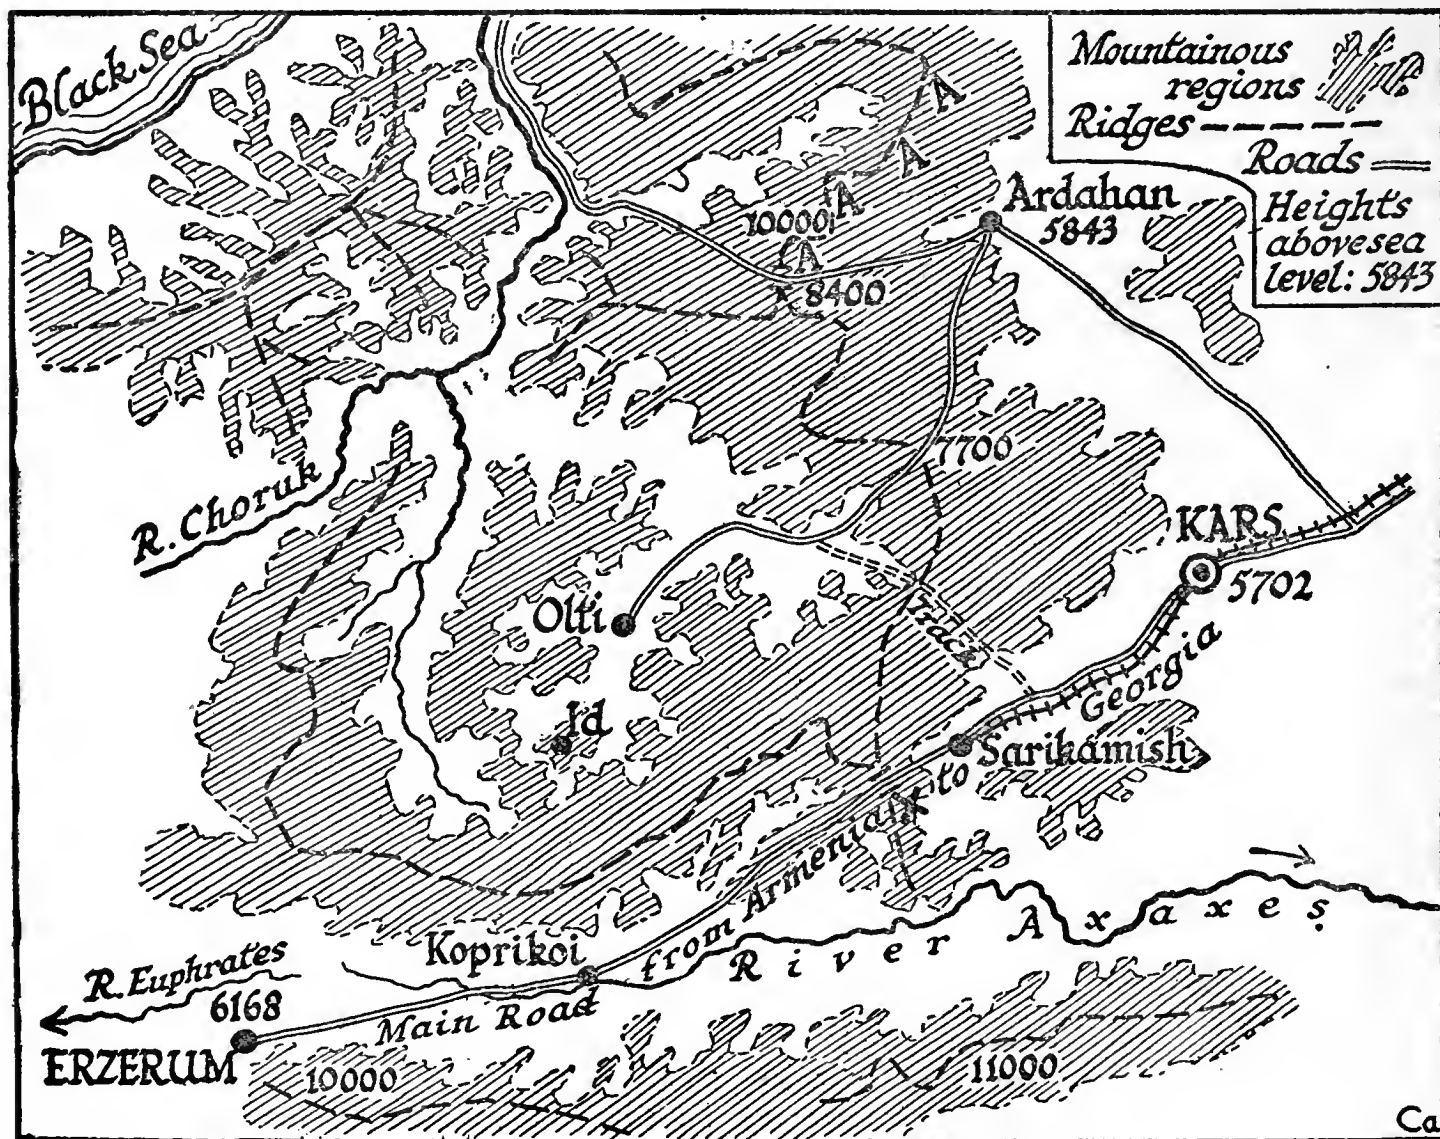 Black Sea
Mountainous
regions
Ridges
Roads
Heights
above sea
level: 5843
A
A
A
A
Ardahan
5843
10000
8400
7700
R. Choruk
KARS
5702
Olti
Track
Id
Georgia
Sarikamish
to
Armenia
from
Koprikoi
River Axaxes
R. Euphrates
6168
Main Road
ERZERUM
10000
11000
Ca